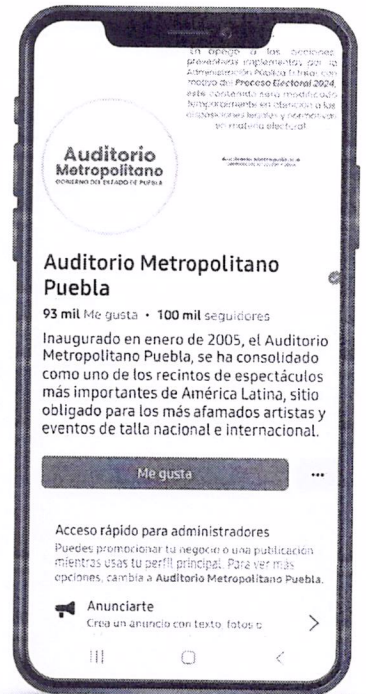 En apego a las acciones
preventivas implementas por la
Administración Pública Estatal con
motivo del Proceso Electoral 2024,
este contenido será modificado
temporalmente en atención a las
disposiciones legales y normativas
en materia electoral
Auditorio
Metropolitano
GOBIERNO DEL ESTADO DE PUEBLA
Auditorio Metropolitano
Puebla
93 mil Me gusta • 100 mil seguidores
Inaugurado en enero de 2005, el Auditorio
Metropolitano Puebla, se ha consolidado
como uno de los recintos de espectáculos
más importantes de América Latina, sitio
obligado para los más afamados artistas y
eventos de talla nacional e internacional.
Me gusta
Acceso rápido para administradores
Puedes promocionar tu negocio o una publicación
mientras usas tu perfil principal. Para ver más
opciones, cambia a Auditorio Metropolitano Puebla.
Anunciarte
Crea un anuncio con texto, fotos o